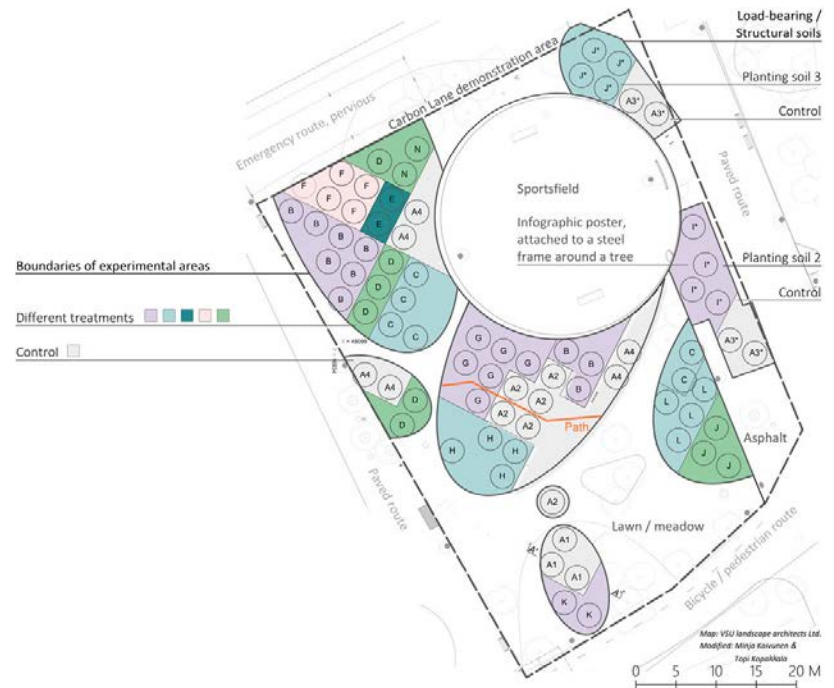 Load-bearing /
Structural soils
Planting soil 3
Control
Carbon Lane demonstration area
Emergency route, pervious
Paved route
J*
J*
J*
J*
A3*
A3*
D
N
N
F
F
F
F
F
E
E
A4
A4
B
B
B
B
B
B
B
D
D
D
C
C
C
C
Sportsfield
Infographic poster,
attached to a steel
frame around a tree
I*
I*
I*
I*
Planting soil 2
Control
A3*
A3*
Boundaries of experimental areas
Different treatments
Control
A4
A4
D
D
G
G
G
G
G
G
B
B
B
A4
A4
A2
A2
A2
A2
A2
Path
H
H
H
H
C
C
L
L
L
L
J
J
J
Asphalt
Paved route
A2
Lawn / meadow
A1
A1
A1
K
K
Bicycle / pedestrian route
Map: VSU landscape architects Ltd.
Modified: Minja Koivunen &
Topi Kopakkala
0 5 10 15 20 M